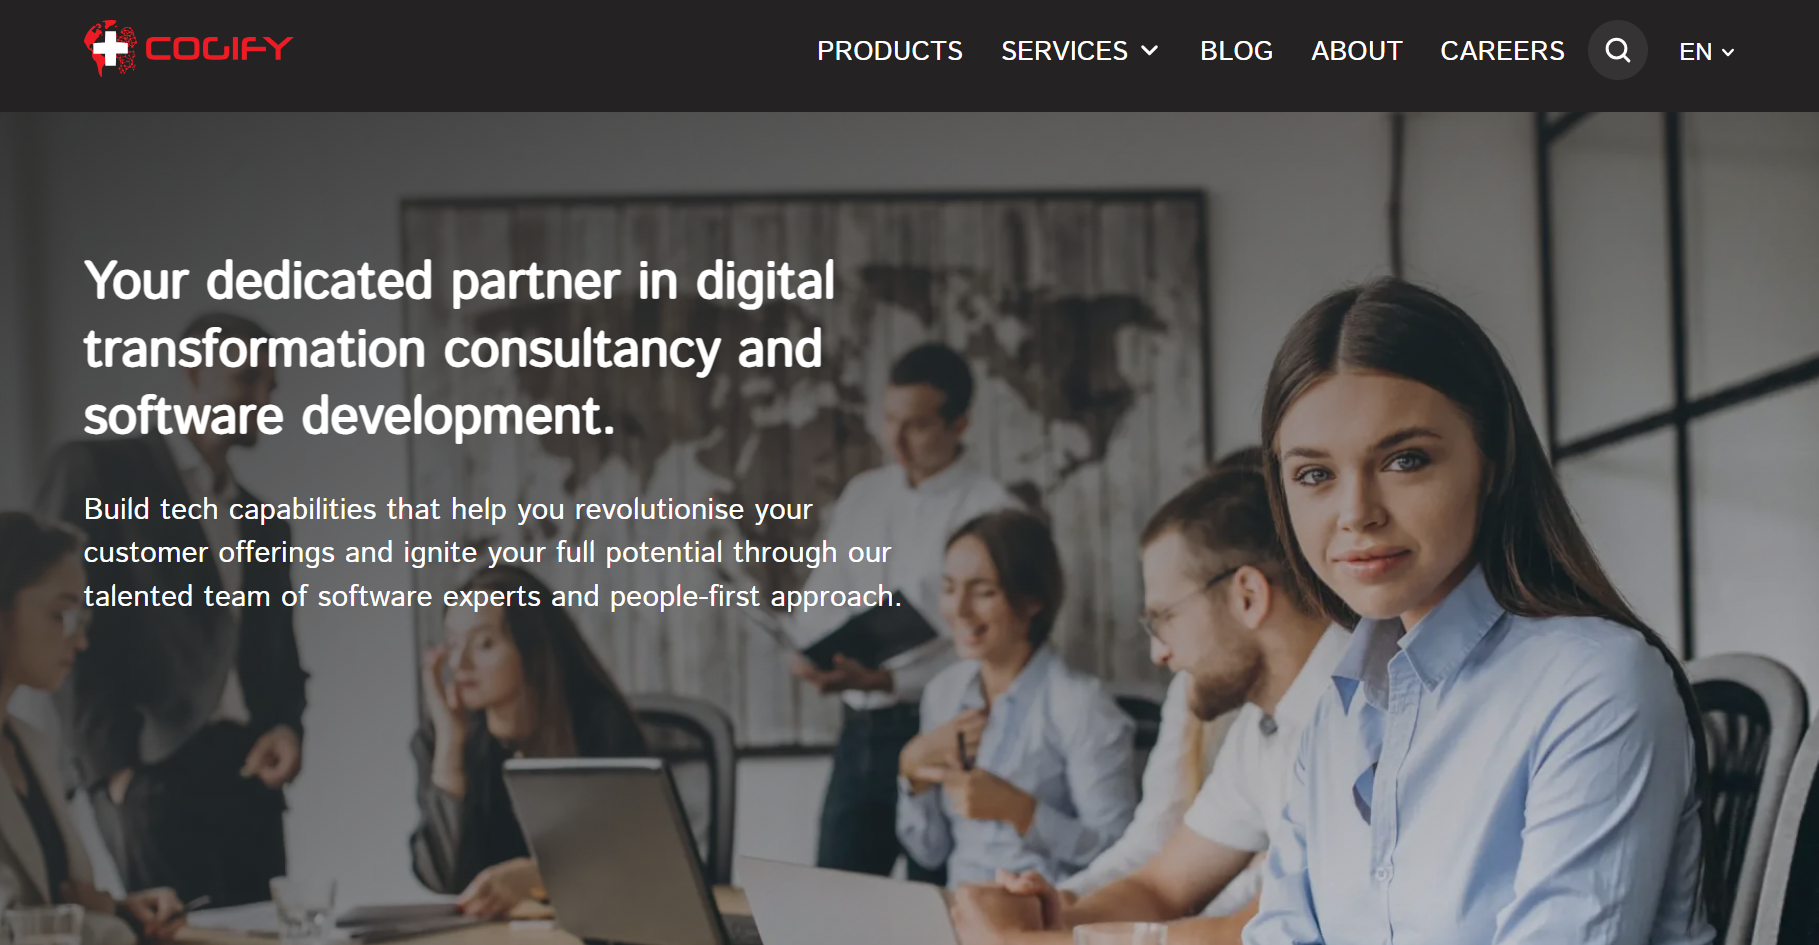 COGIFY
PRODUCTS
SERVICES
BLOG
ABOUT
CAREERS
EN
Your dedicated partner in digital
transformation consultancy and
software development.
Build tech capabilities that help you revolutionise your
customer offerings and ignite your full potential through our
talented team of software experts and people-first approach.